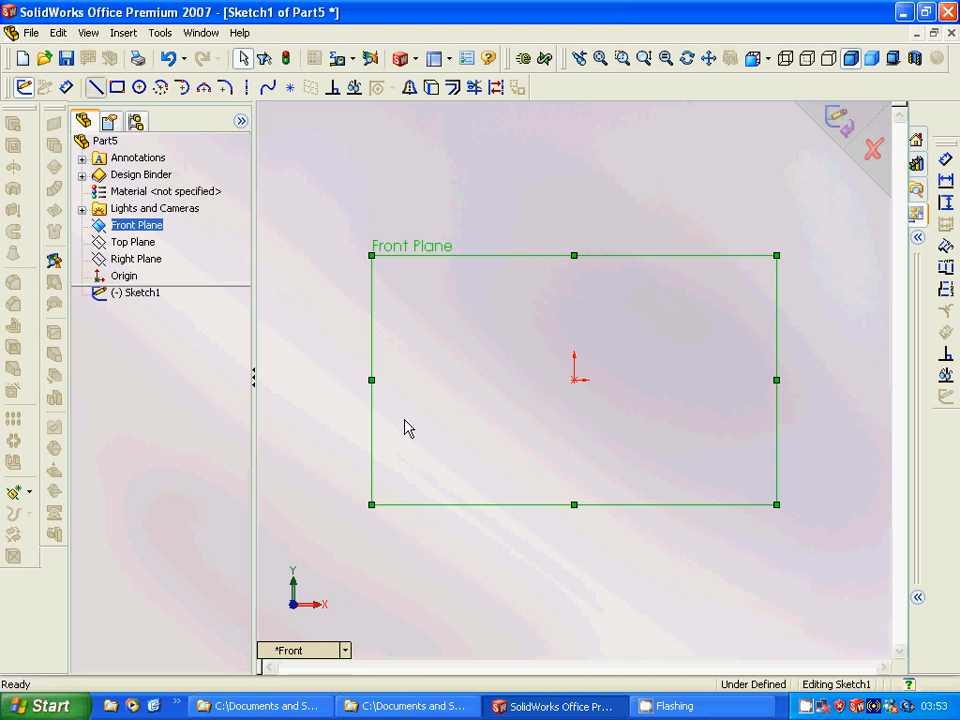 SolidWorks Office Premium 2007 - [Sketch1 of Part5 *]
File Edit View Insert Tools Window Help
Part5
Annotations
Design Binder
Material <not specified>
Lights and Cameras
Front Plane
Top Plane
Right Plane
Origin
(-) Sketch1
Front Plane
Y
X
*Front
Ready
Under Defined
Editing Sketch1
Start
C:\Documents and S...
C:\Documents and S...
SolidWorks Office Pr...
Flashing
03:53